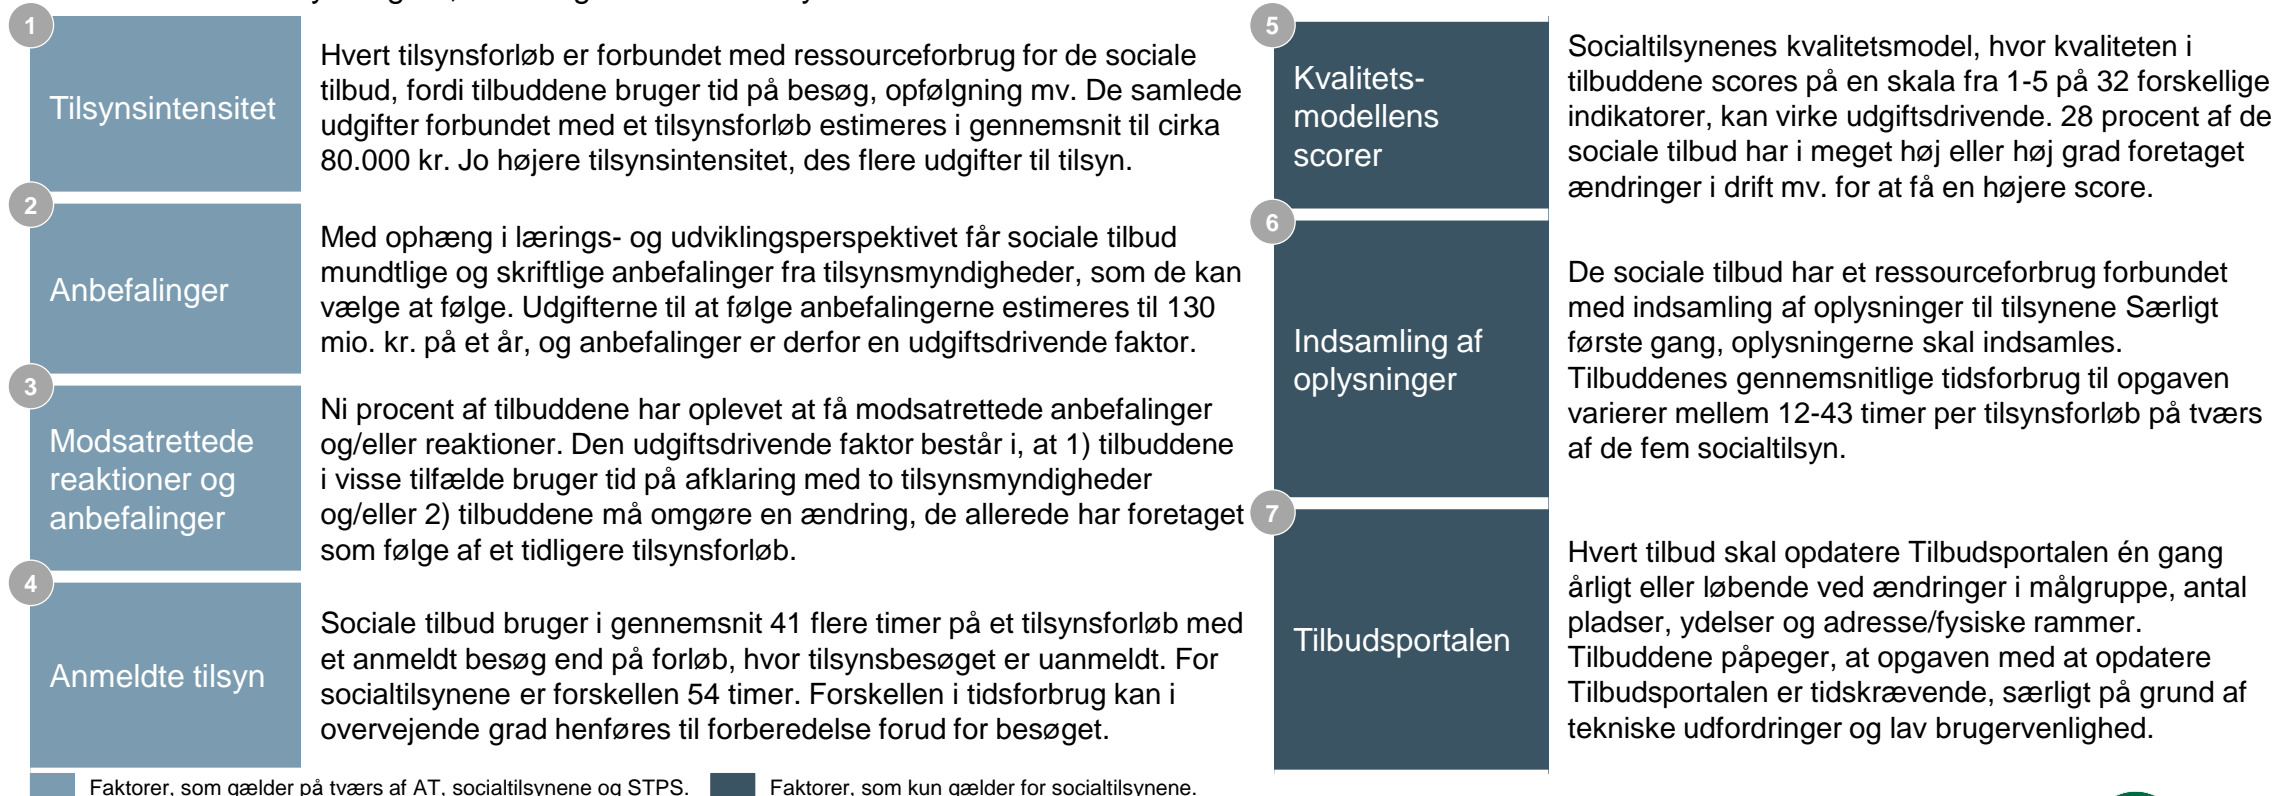 1
Tilsynsintensitet
Hvert tilsynsforløb er forbundet med ressourceforbrug for de sociale
tilbud, fordi tilbuddene bruger tid på besøg, opfølgning mv. De samlede
udgifter forbundet med et tilsynsforløb estimeres i gennemsnit til cirka
80.000 kr. Jo højere tilsynsintensitet, des flere udgifter til tilsyn.
2
Anbefalinger
Med ophæng i lærings- og udviklingsperspektivet får sociale tilbud
mundtlige og skriftlige anbefalinger fra tilsynsmyndigheder, som de kan
vælge at følge. Udgifterne til at følge anbefalingerne estimeres til 130
mio. kr. på et år, og anbefalinger er derfor en udgiftsdrivende faktor.
3
Modsatrettede
reaktioner og
anbefalinger
Ni procent af tilbuddene har oplevet at få modsatrettede anbefalinger
og/eller reaktioner. Den udgiftsdrivende faktor består i, at 1) tilbuddene
i visse tilfælde bruger tid på afklaring med to tilsynsmyndigheder
og/eller 2) tilbuddene må omgøre en ændring, de allerede har foretaget
som følge af et tidligere tilsynsforløb.
4
Anmeldte tilsyn
Sociale tilbud bruger i gennemsnit 41 flere timer på et tilsynsforløb med
et anmeldt besøg end på forløb, hvor tilsynsbesøget er uanmeldt. For
socialtilsynene er forskellen 54 timer. Forskellen i tidsforbrug kan i
overvejende grad henføres til forberedelse forud for besøget.
5
Kvalitets-
modellens
scorer
Socialtilsynenes kvalitetsmodel, hvor kvaliteten i
tilbuddene scores på en skala fra 1-5 på 32 forskellige
indikatorer, kan virke udgiftsdrivende. 28 procent af de
sociale tilbud har i meget høj eller høj grad foretaget
ændringer i drift mv. for at få en højere score.
6
Indsamling af
oplysninger
De sociale tilbud har et ressourceforbrug forbundet
med indsamling af oplysninger til tilsynene Særligt
første gang, oplysningerne skal indsamles.
Tilbuddenes gennemsnitlige tidsforbrug til opgaven
varierer mellem 12-43 timer per tilsynsforløb på tværs
af de fem socialtilsyn.
7
Tilbudsportalen
Hvert tilbud skal opdatere Tilbudsportalen én gang
årligt eller løbende ved ændringer i målgruppe, antal
pladser, ydelser og adresse/fysiske rammer.
Tilbuddene påpeger, at opgaven med at opdatere
Tilbudsportalen er tidskrævende, særligt på grund af
tekniske udfordringer og lav brugervenlighed.
Faktorer, som gælder på tværs af AT, socialtilsynene og STPS.
Faktorer, som kun gælder for socialtilsynene.